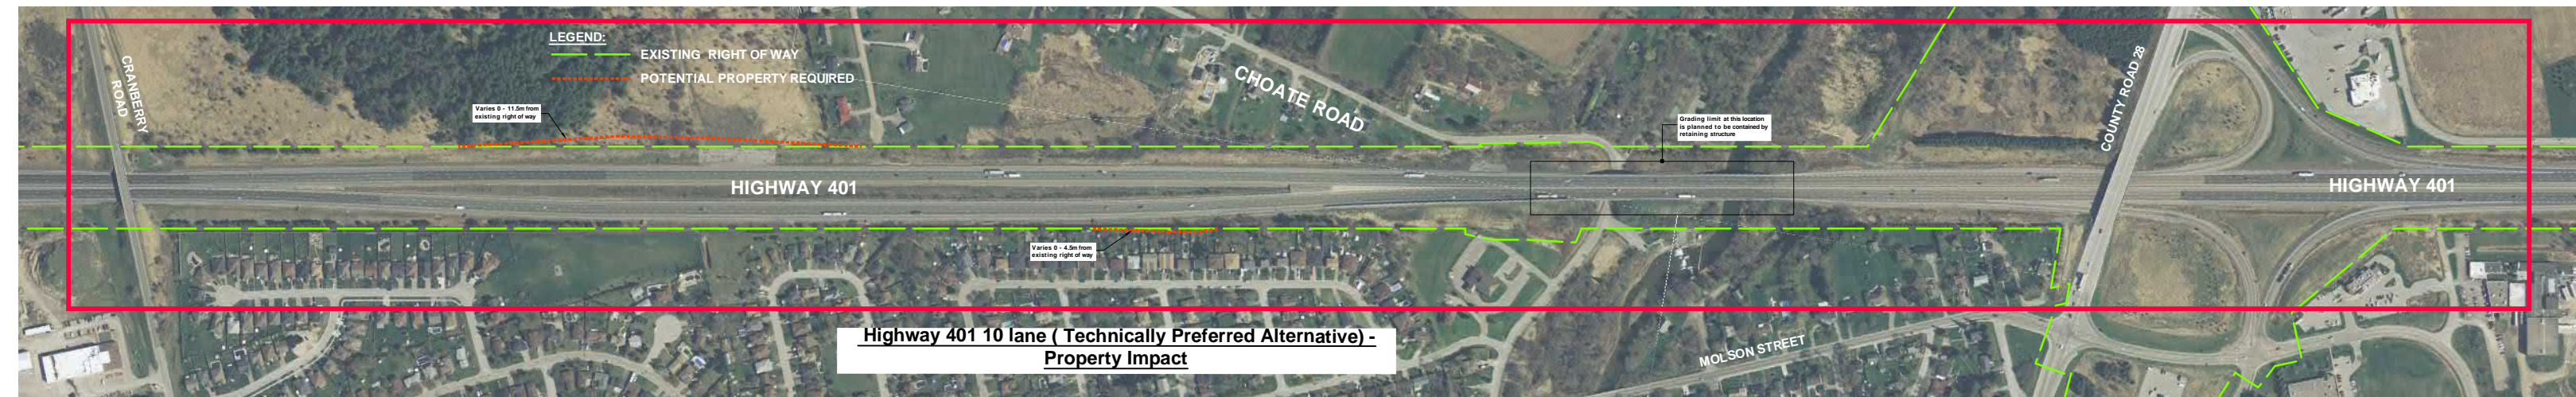 LEGEND:
EXISTING RIGHT OF WAY
POTENTIAL PROPERTY REQUIRED
CRANBERRY
ROAD
Varies 0 - 11.5m from
existing right of way
CHOATE ROAD
Grading limit at this location
is planned to be contained by
retaining structure
COUNTY ROAD 28
HIGHWAY 401
HIGHWAY 401
Varies 0 - 4.5m from
existing right of way
Highway 401 10 lane ( Technically Preferred Alternative) -
Property Impact
MOLSON STREET